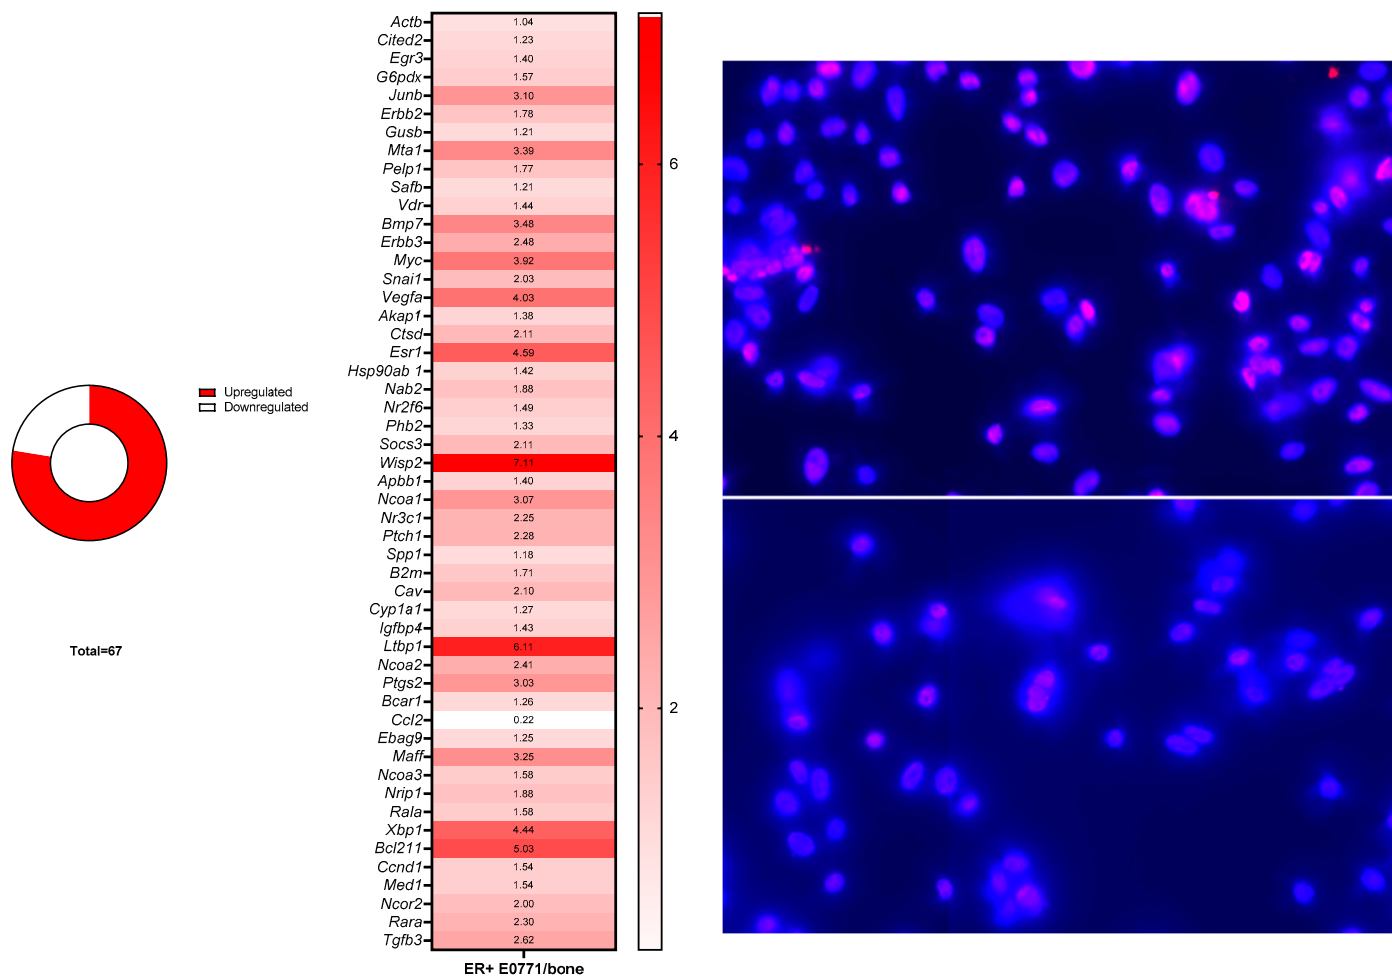 Upregulated
Downregulated
Total=67
Actb 1.04
Cited2 1.23
Egr3 1.40
G6pdx 1.57
Junb 3.10
Erbb2 1.78
Gusb 1.21
Mta1 3.39
Pelp1 1.77
Safb 1.21
Vdr 1.44
Bmp7 3.48
Erbb3 2.48
Myc 3.92
Snai1 2.03
Vegfa 4.03
Akap1 1.38
Ctsd 2.11
Esr1 4.59
Hsp90ab 1 1.42
Nab2 1.88
Nr2f6 1.49
Phb2 1.33
Socs3 2.11
Wisp2 7.11
Apbb1 1.40
Ncoa1 3.07
Nr3c1 2.25
Ptch1 2.28
Spp1 1.18
B2m 1.71
Cav 2.10
Cyp1a1 1.27
Igfbp4 1.43
Ltbp1 6.11
Ncoa2 2.41
Ptgs2 3.03
Bcar1 1.26
Ccl2 0.22
Ebag9 1.25
Maff 3.25
Ncoa3 1.58
Nrip1 1.88
Rala 1.58
Xbp1 4.44
Bcl211 5.03
Ccnd1 1.54
Med1 1.54
Ncor2 2.00
Rara 2.30
Tgfb3 2.62
ER+ E0771/bone
6
4
2